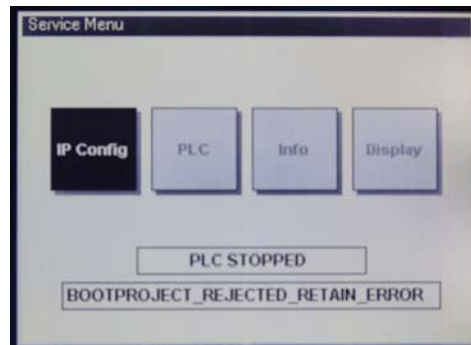 Service Menu
IP Config
PLC
Info
Display
PLC STOPPED
BOOTPROJECT_REJECTED_RETAIN_ERROR